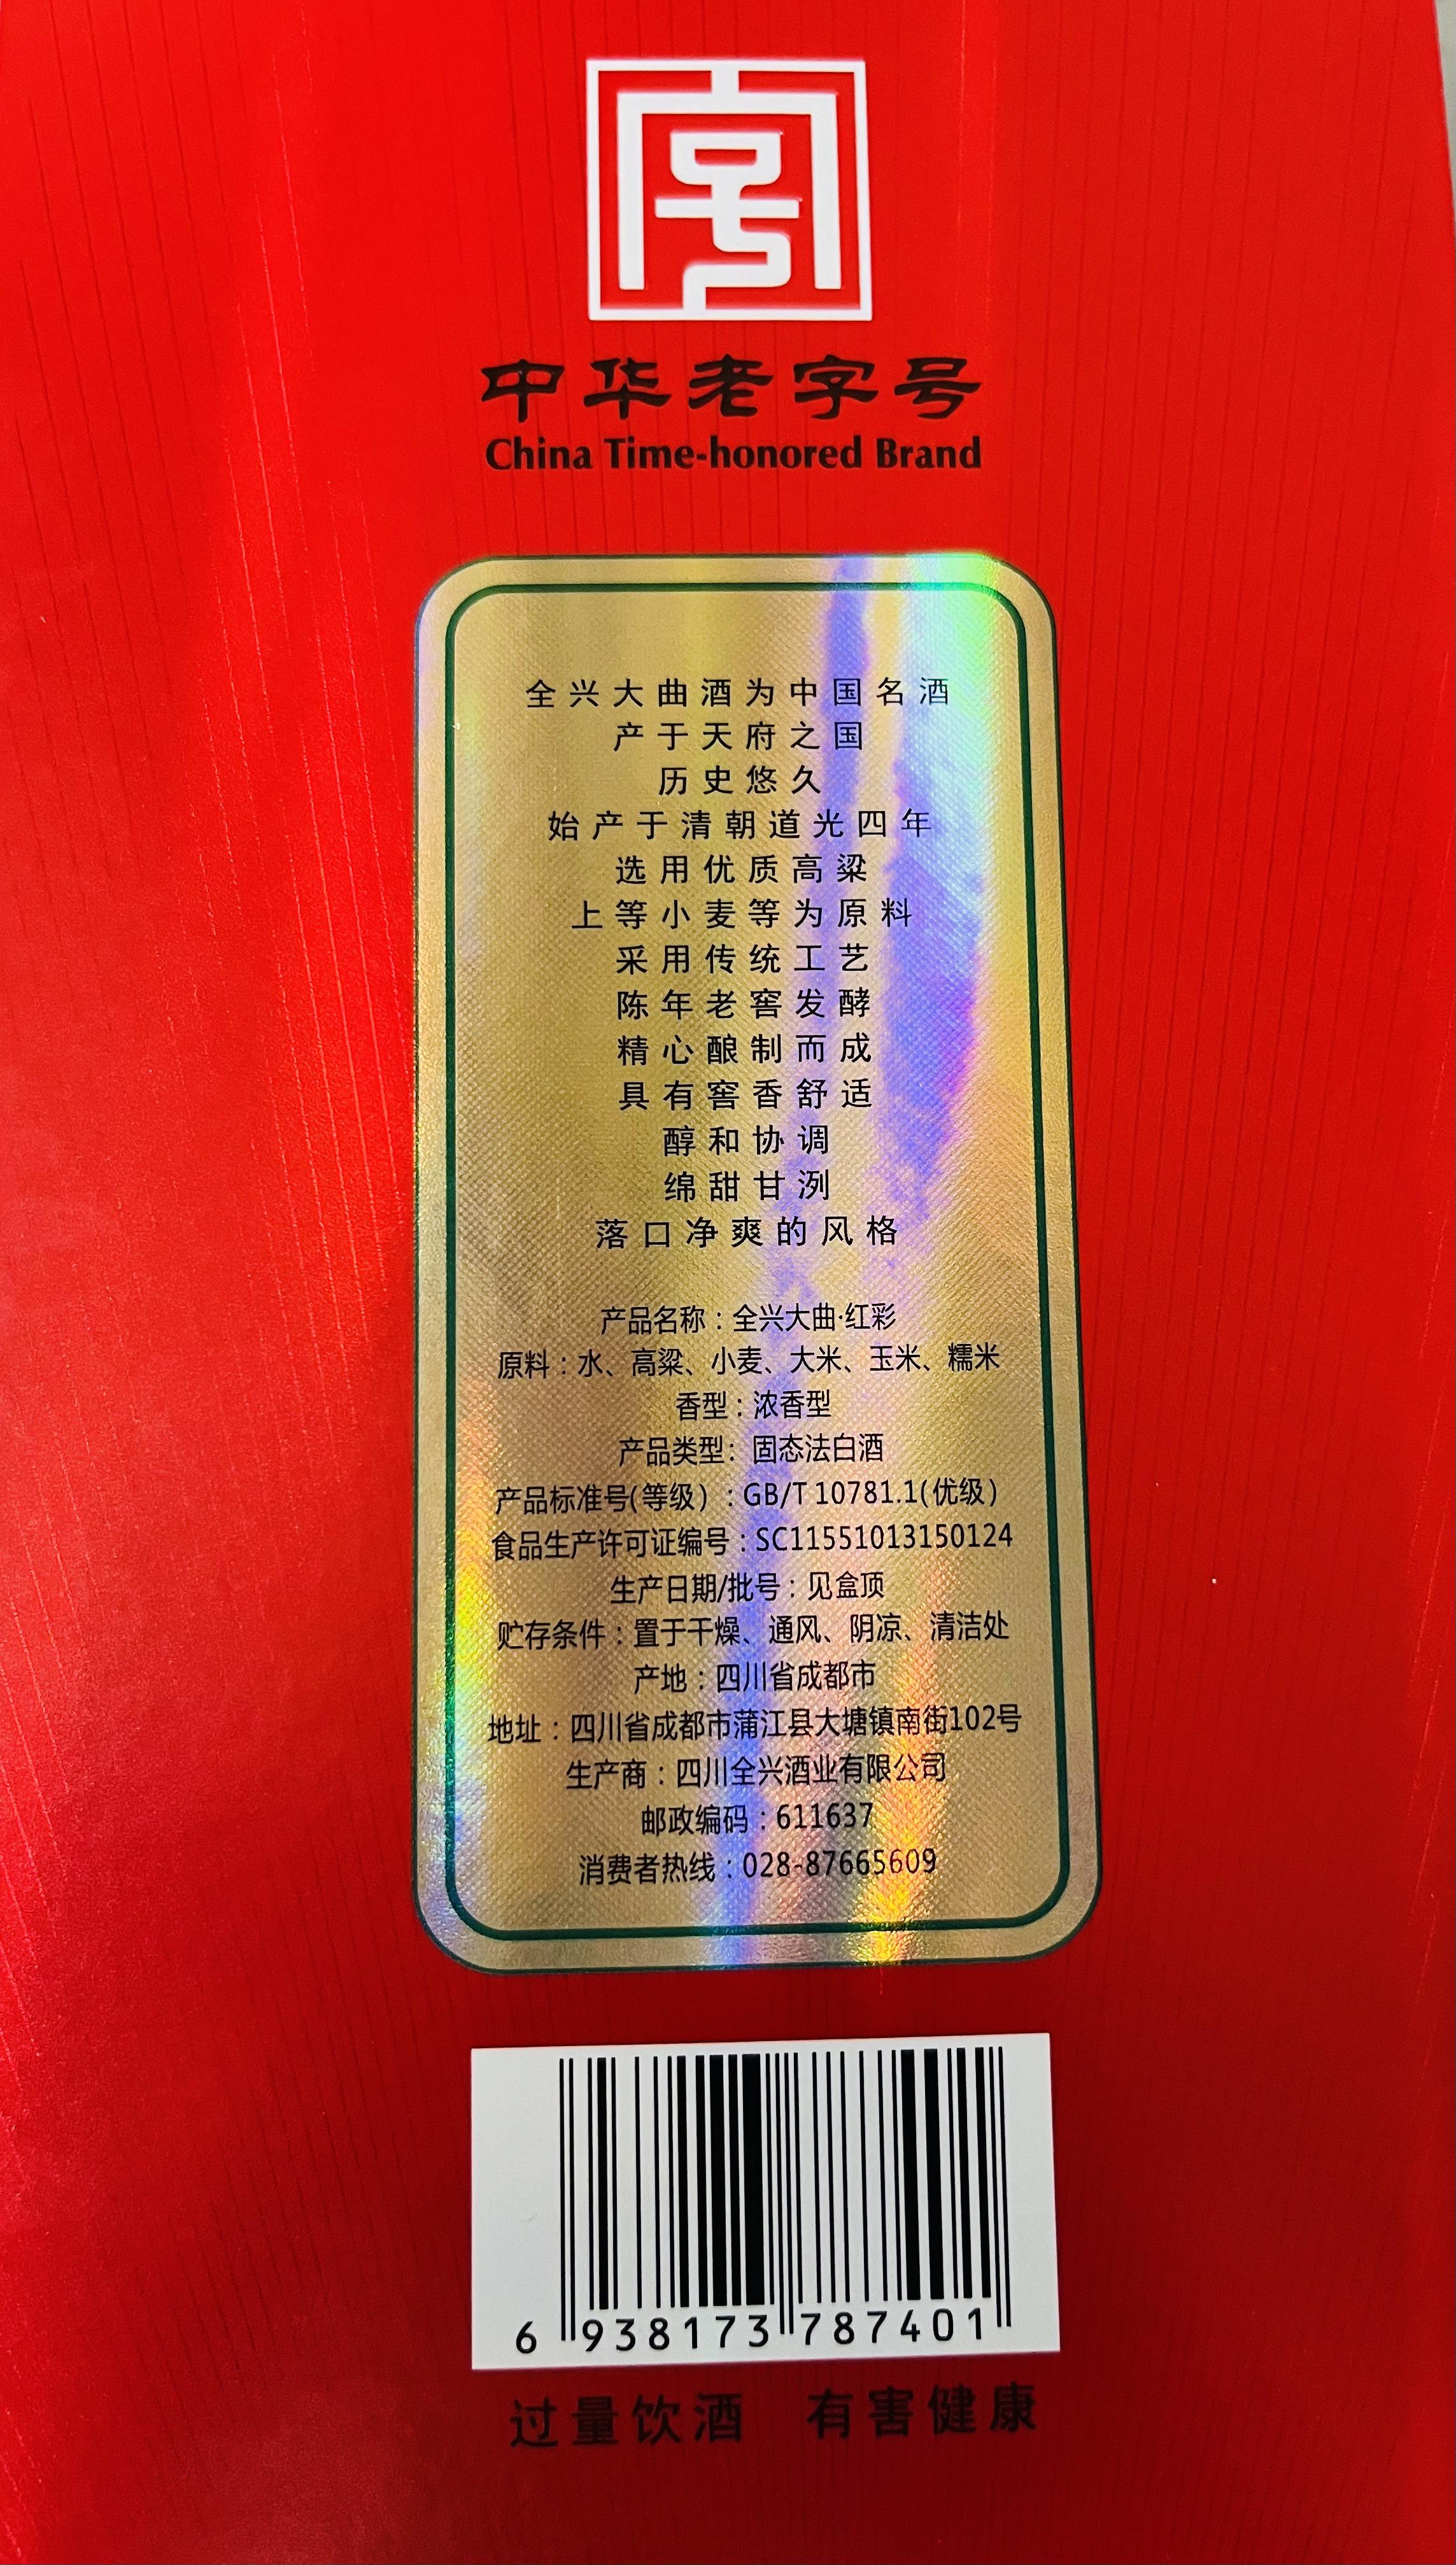 中华老字号
China Time-honored Brand
全兴大曲酒为中国名酒
产于天府之国
历史悠久
始产于清朝道光四年
选用优质高粱
上等小麦等为原料
采用传统工艺
陈年老窖发酵
精心酿制而成
具有窖香舒适
醇和协调
绵甜甘洌
落口净爽的风格
产品名称：全兴大曲·红彩
原料：水、高粱、小麦、大米、玉米、糯米
香型：浓香型
产品类型：固态法白酒
产品标准号(等级）：GB/T 10781.1(优级）
食品生产许可证编号：SC11551013150124
生产日期/批号：见盒顶
贮存条件：置于干燥、通风、阴凉、清洁处
产地：四川省成都市
地址：四川省成都市蒲江县大塘镇南街102号
生产商：四川全兴酒业有限公司
邮政编码：611637
消费者热线：028-87665609
6 938173 787401
过量饮酒 有害健康